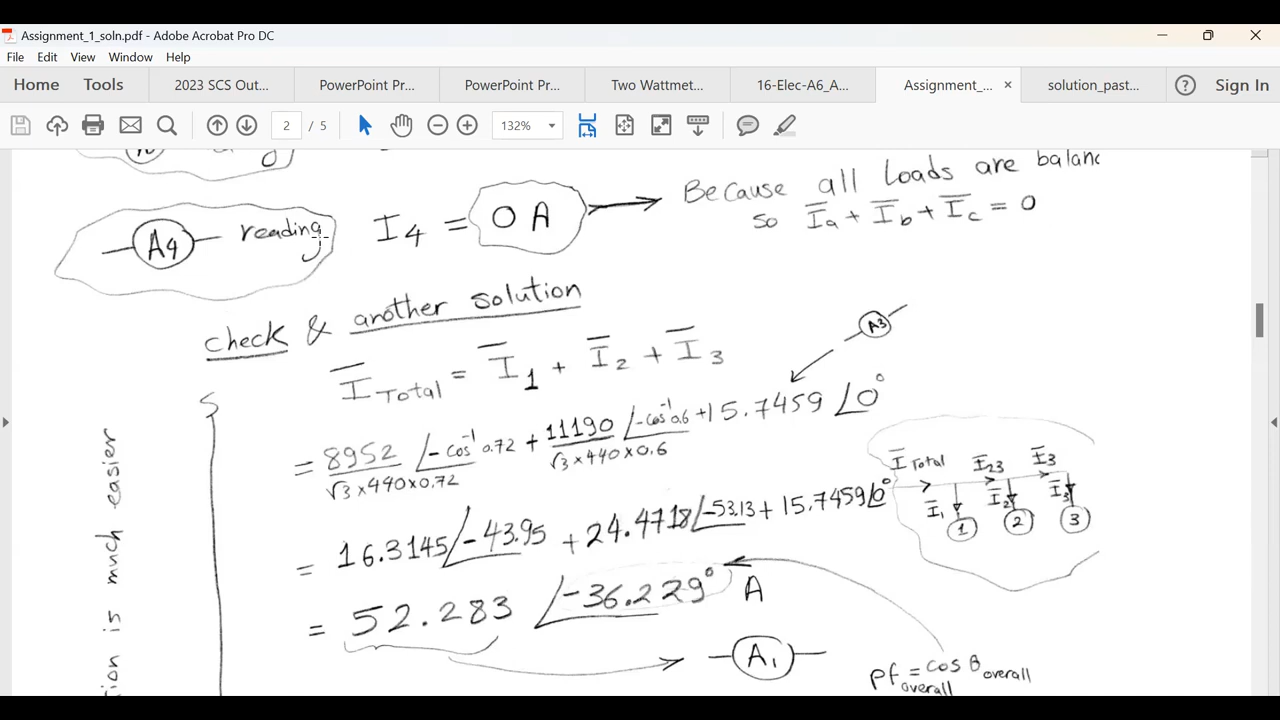 Assignment_1_soln.pdf - Adobe Acrobat Pro DC
File Edit View Window Help
Home Tools 2023 SCS Out... PowerPoint Pr... PowerPoint Pr... Two Wattmet... 16-Elec-A6_A... Assignment_... × solution_past... ? Sign In
2 / 5 132%
Because all Loads are balanc
A4 reading I4 = 0 A so Ia + Ib + Ic = 0
check & another solution
A3
ITotal = I1 + I2 + I3
= 8952 / √3×440×0.72 ∠-cos⁻¹ 0.72 + 11190 / √3×440×0.6 ∠-cos⁻¹ 0.6 + 15.7459 ∠0°
ITotal I23 I3
I1 I2 I3
1 2 3
= 16.3145 ∠-43.95 + 24.4718 ∠-53.13 + 15.7459 ∠0°
= 52.283 ∠-36.229° A
A1
pf overall = cos θ overall
is much easier